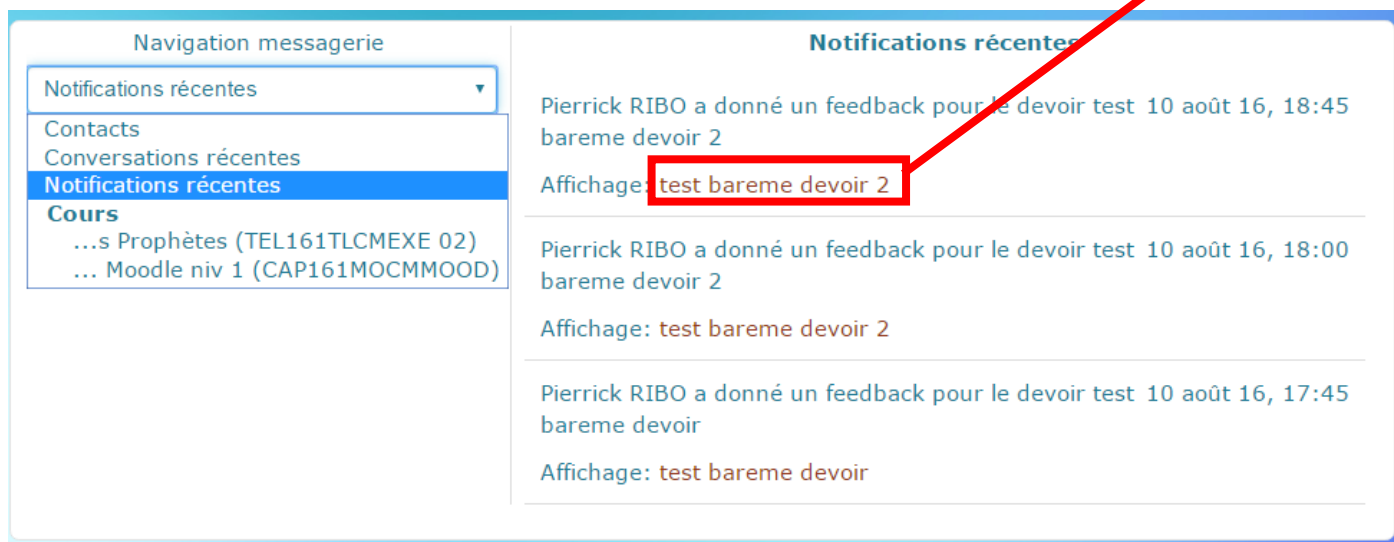 Navigation messagerie
Notifications récentes
Contacts
Conversations récentes
Notifications récentes
Cours
...s Prophètes (TEL161TLCMEXE 02)
... Moodle niv 1 (CAP161MOCMMOOD)
Notifications récentes
Pierrick RIBO a donné un feedback pour le devoir test 10 août 16, 18:45
bareme devoir 2
Affichage: test bareme devoir 2
Pierrick RIBO a donné un feedback pour le devoir test 10 août 16, 18:00
bareme devoir 2
Affichage: test bareme devoir 2
Pierrick RIBO a donné un feedback pour le devoir test 10 août 16, 17:45
bareme devoir
Affichage: test bareme devoir